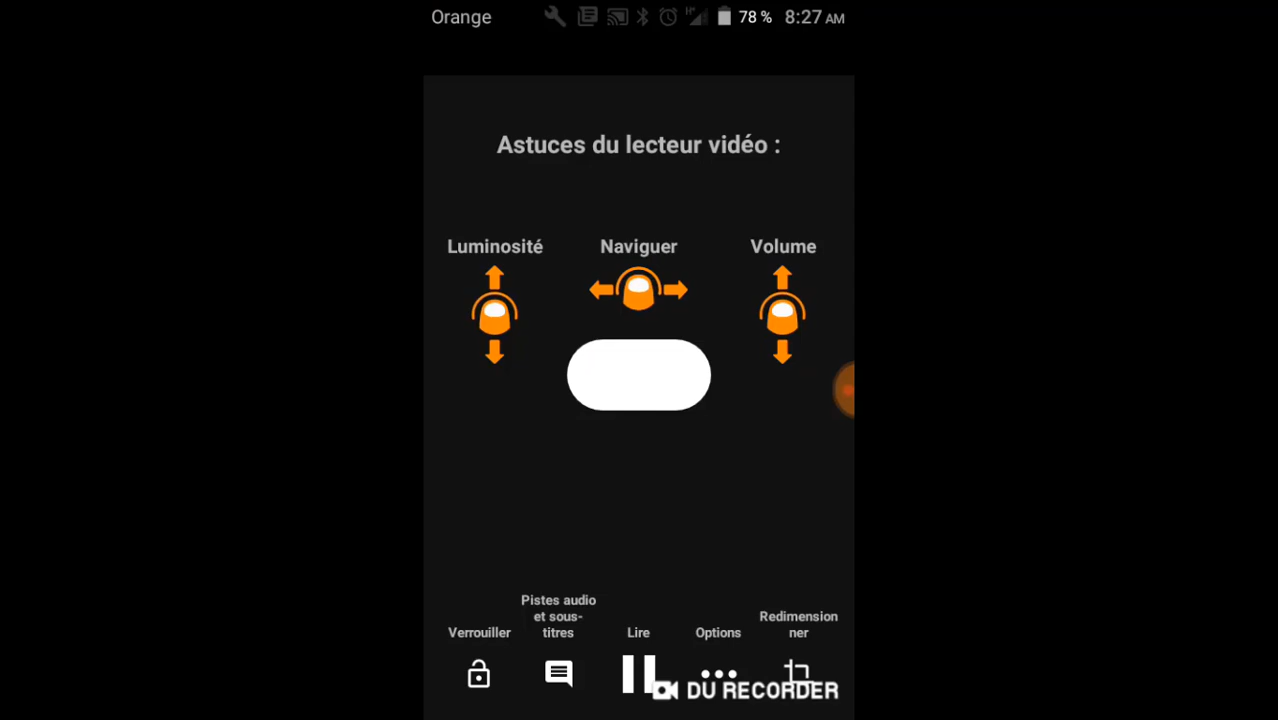 Orange 78 % 8:27 AM
Astuces du lecteur vidéo :
Luminosité Naviguer Volume
Pistes audio
et sous-
titres
Redimension
ner
Verrouiller Lire Options
DU RECORDER